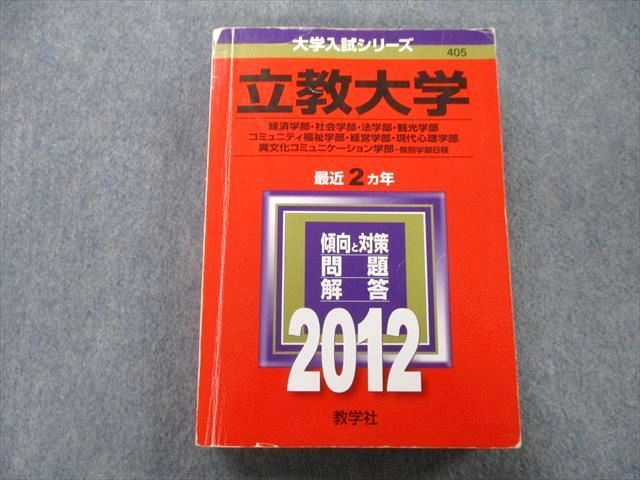 大学入試シリーズ
405
立教大学
経済学部・社会学部・法学部・観光学部
コミュニティ福祉学部・経営学部・現代心理学部
異文化コミュニケーション学部-個別学部日程
最近2カ年
傾向と対策
問題
解答
2012
教学社